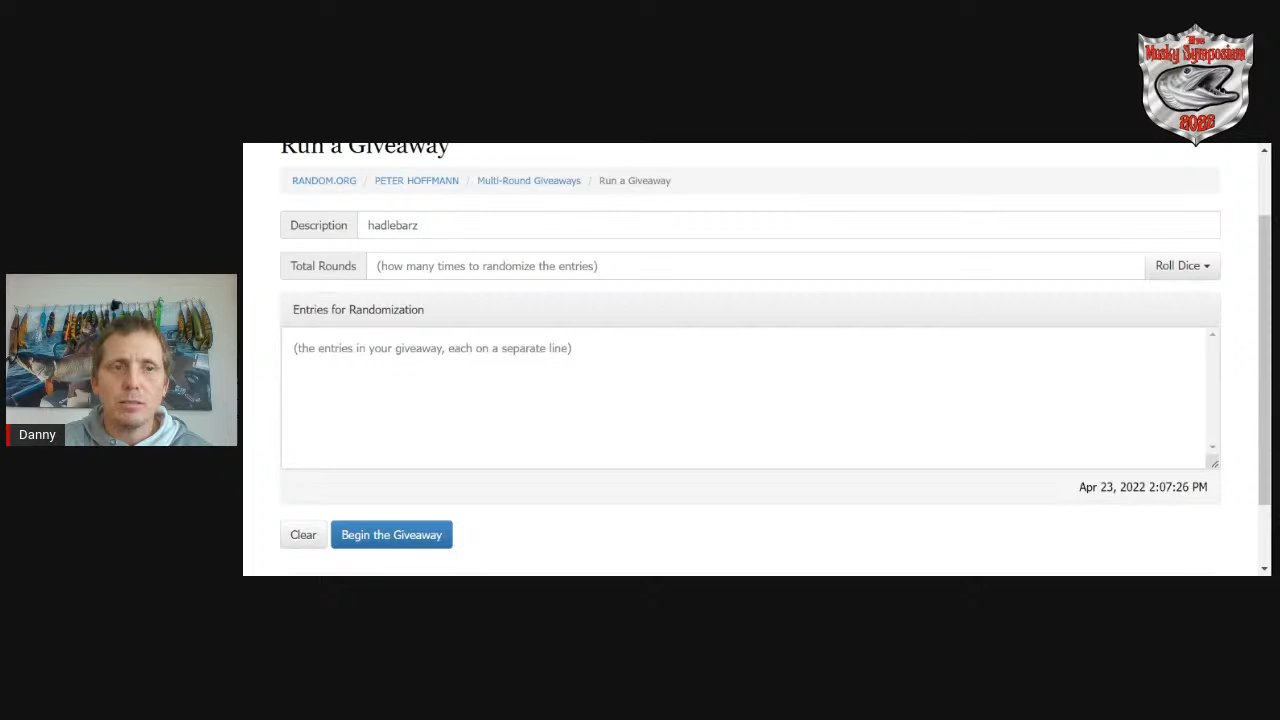 The
Musky Symposium
2022
Run a Giveaway
RANDOM.ORG / PETER HOFFMANN / Multi-Round Giveaways / Run a Giveaway
Description hadlebarz
Total Rounds (how many times to randomize the entries) Roll Dice
Entries for Randomization
(the entries in your giveaway, each on a separate line)
Danny
Apr 23, 2022 2:07:26 PM
Clear Begin the Giveaway